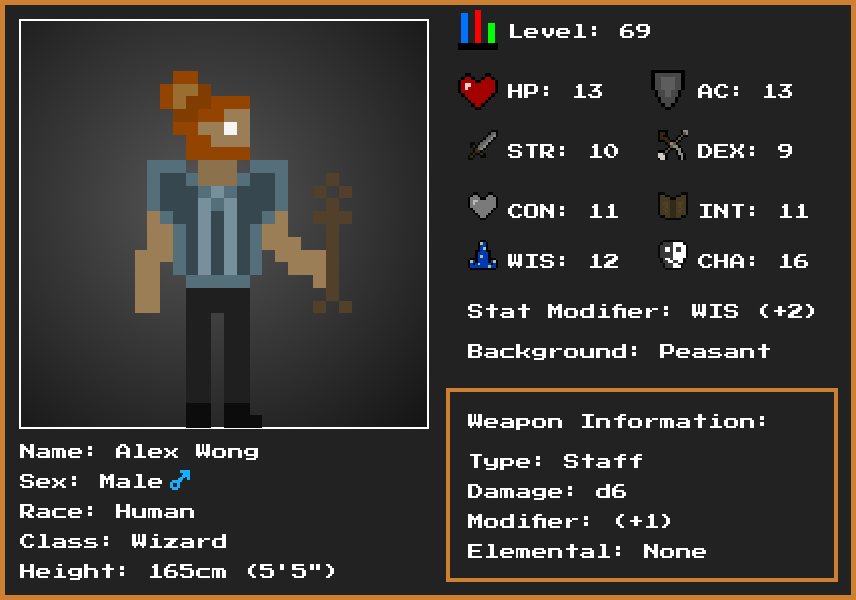 Level: 69
HP: 13 AC: 13
STR: 10 DEX: 9
CON: 11 INT: 11
WIS: 12 CHA: 16
Stat Modifier: WIS (+2)
Background: Peasant
Weapon Information:
Type: Staff
Damage: d6
Modifier: (+1)
Elemental: None
Name: Alex Wong
Sex: Male ♂
Race: Human
Class: Wizard
Height: 165cm (5'5")